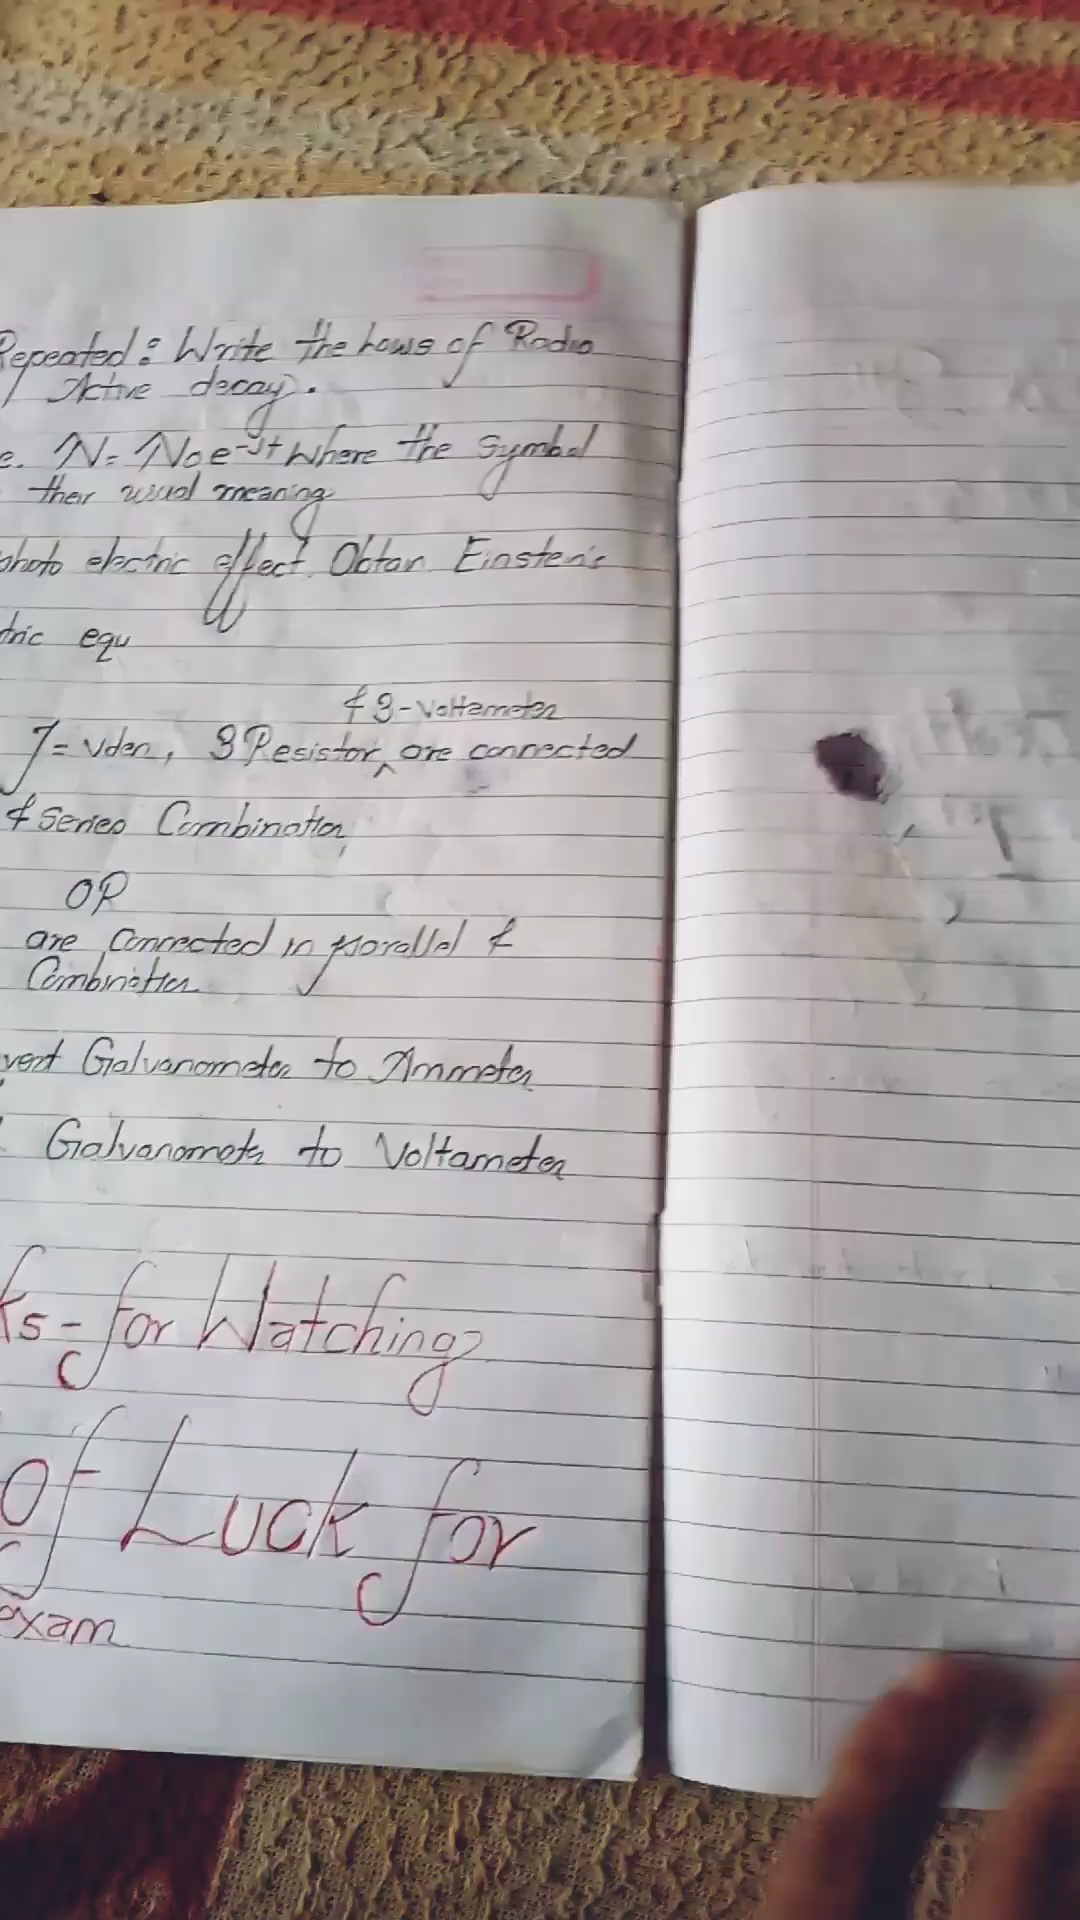 Repeated: Write the Laws of Radio
Active decay.
e. N = Noe-λt Where the Symbol
their usual meaning
photo electric effect. Obtan Einstein's
tric equ
& 3-Voltameter
J = vden, 3 Resistor, are connected
& Series Combination,
OR
are Connected in parallel &
Combination
vert Galvanometer to Ammeter
Galvanometer to Voltameter
ks - for Watching
Of Luck for
exam